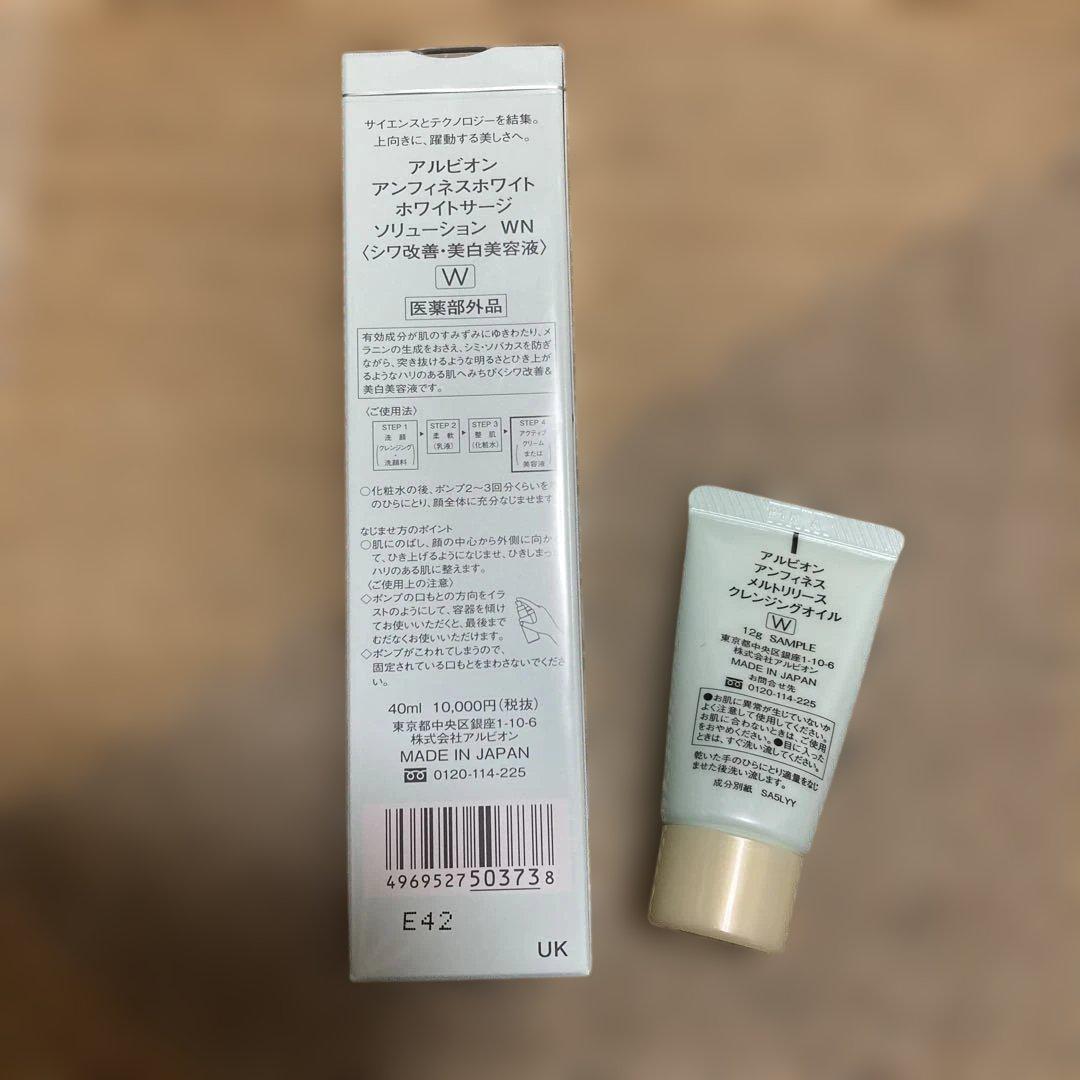 サイエンスとテクノロジーを結集。
上向きに、躍動する美しさへ。
アルビオン
アンフィネスホワイト
ホワイトサージ
ソリューション WN
〈シワ改善・美白美容液〉
W
医薬部外品
有効成分が肌のすみずみにゆきわたり、メ
ラニンの生成をおさえ、シミ・ソバカスを防ぎ
ながら、突き抜けるような明るさとひき上が
るようなハリのある肌へみちびくシワ改善&
美白美容液です。
〈ご使用法〉
STEP 1
洗顔
(クレンジング・洗顔料)
STEP 2
柔軟
(乳液)
STEP 3
整肌
(化粧水)
STEP 4
アクティブ
クリーム
または
美容液
○化粧水の後、ポンプ2〜3回分くらいを
のひらにとり、顔全体に充分なじませます
なじませ方のポイント
○肌にのばし、顔の中心から外側に向か
て、ひき上げるようになじませ、ひきしまっ
ハリのある肌に整えます。
〈ご使用上の注意〉
◇ポンプの口もとの方向をイラ
ストのようにして、容器を傾け
てお使いいただくと、最後まで
むだなくお使いいただけます。
◇ポンプがこわれてしまうので、
固定されている口もとをまわさないでくださ
い。
40ml 10,000円(税抜)
東京都中央区銀座1-10-6
株式会社アルビオン
MADE IN JAPAN
0120-114-225
4969527503738
E42
UK
アルビオン
アンフィネス
メルトリリース
クレンジングオイル
W
12g SAMPLE
東京都中央区銀座1-10-6
株式会社アルビオン
MADE IN JAPAN
お問合せ先
0120-114-225
●お肌に異常が生じていないか
よく注意して使用してください。
お肌に合わないときは、ご使用
をおやめください。●目に入った
ときは、すぐ洗い流してください。
乾いた手のひらにとり適量をなじ
ませた後洗い流します。
成分別紙 SA5LYY